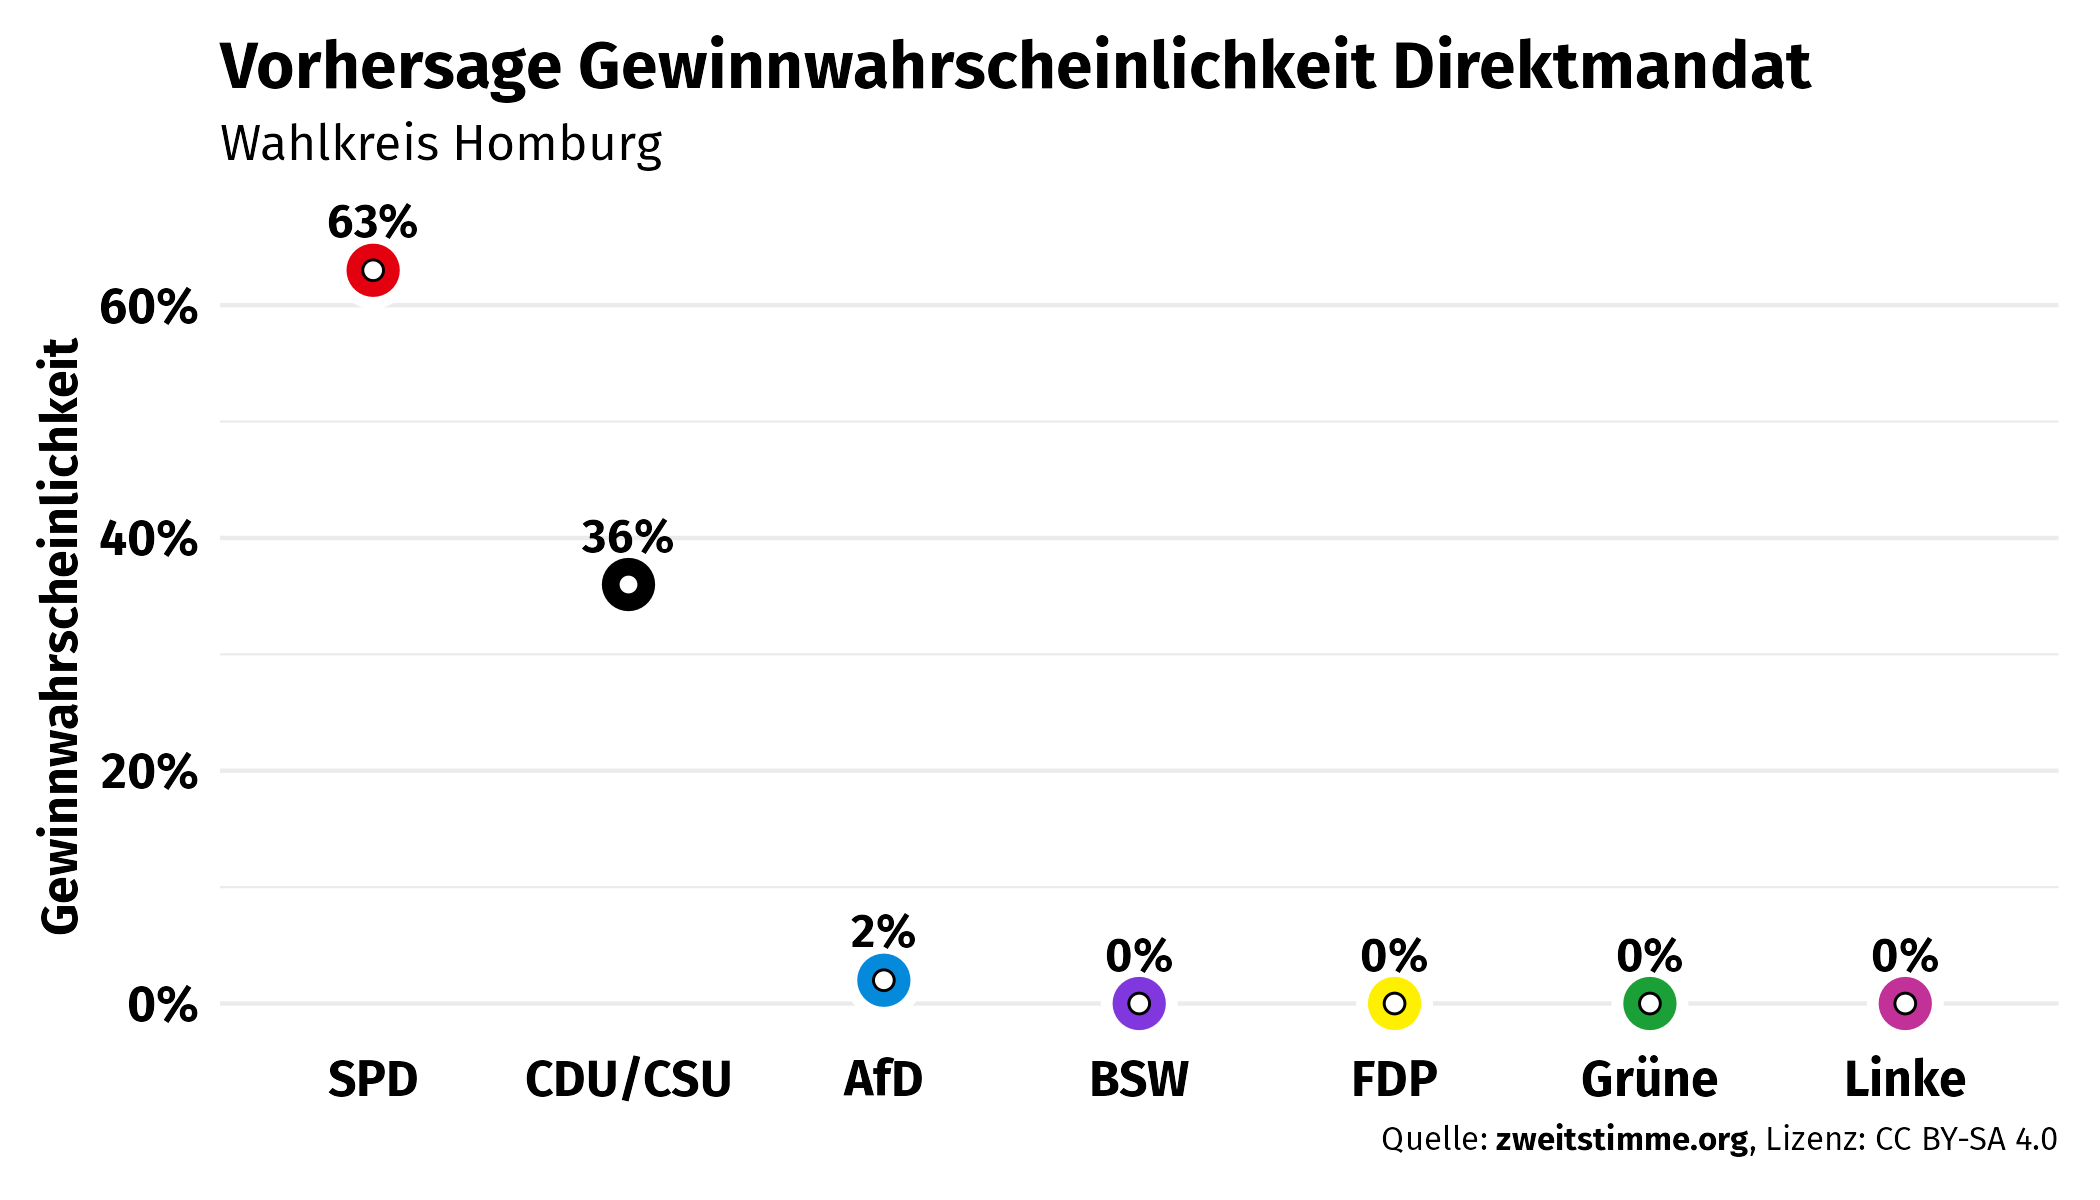 Vorhersage Gewinnwahrscheinlichkeit Direktmandat
Wahlkreis Homburg
Gewinnwahrscheinlichkeit
60%
40%
20%
0%
63%
36%
2%
0%
0%
0%
0%
SPD
CDU/CSU
AfD
BSW
FDP
Grüne
Linke
Quelle: zweitstimme.org, Lizenz: CC BY-SA 4.0